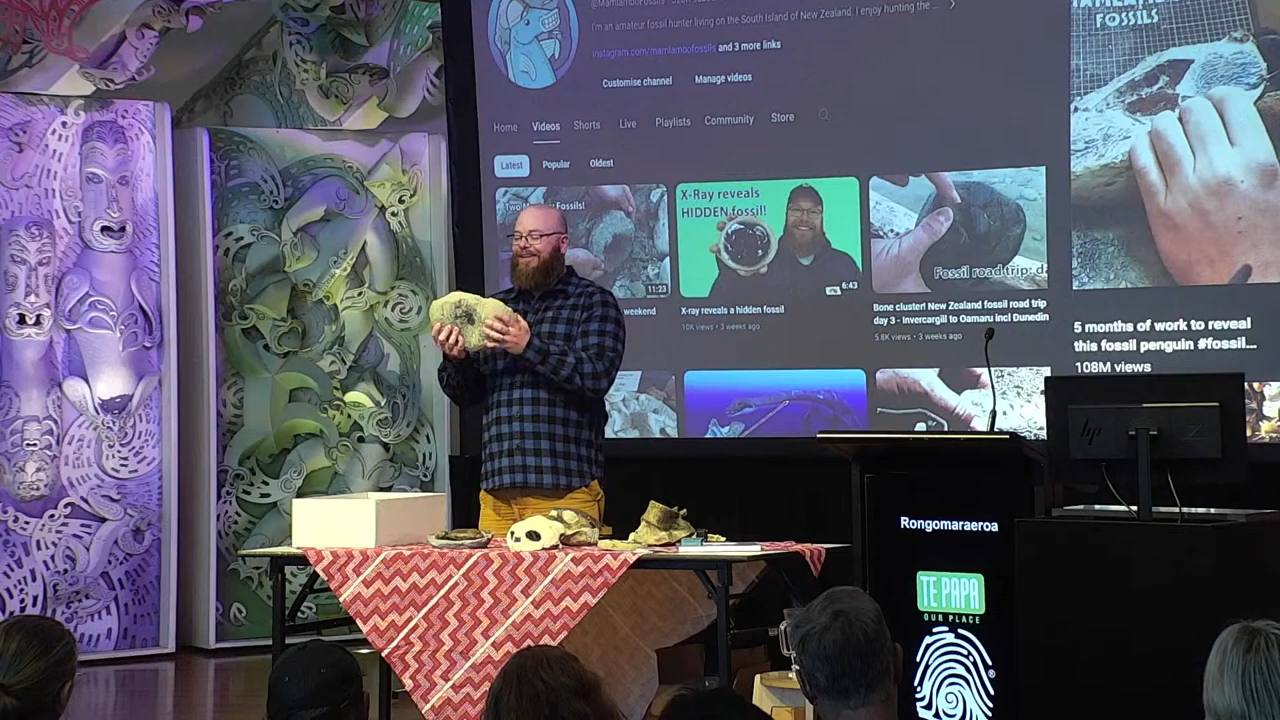 I'm an amateur fossil hunter living on the South Island of New Zealand. I enjoy hunting the ...
instagram.com/mamlambofossils and 3 more links
Customise channel Manage videos
Home Videos Shorts Live Playlists Community Store
Latest Popular Oldest
Two
Fossils!
11:23
weekend
X-Ray reveals
HIDDEN fossil!
6:43
X-ray reveals a hidden fossil
10K views • 3 weeks ago
Fossil road trip: d
Bone cluster! New Zealand fossil road trip
day 3 - Invercargill to Oamaru incl Dunedin
5.8K views • 3 weeks ago
FOSSILS
5 months of work to reveal
this fossil penguin #fossil...
108M views
hp
Rongomaraeroa
TE PAPA
OUR PLACE
®